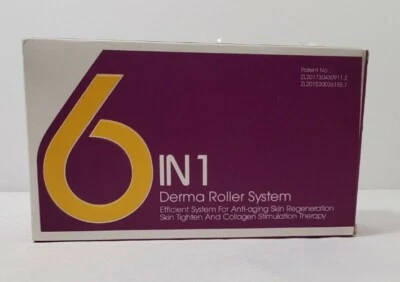 Patent No.:
6 IN 1
Derma Roller System
Efficient System For Anti-aging Skin Regeneration
Skin Tighten And Collagen Stimulation Therapy